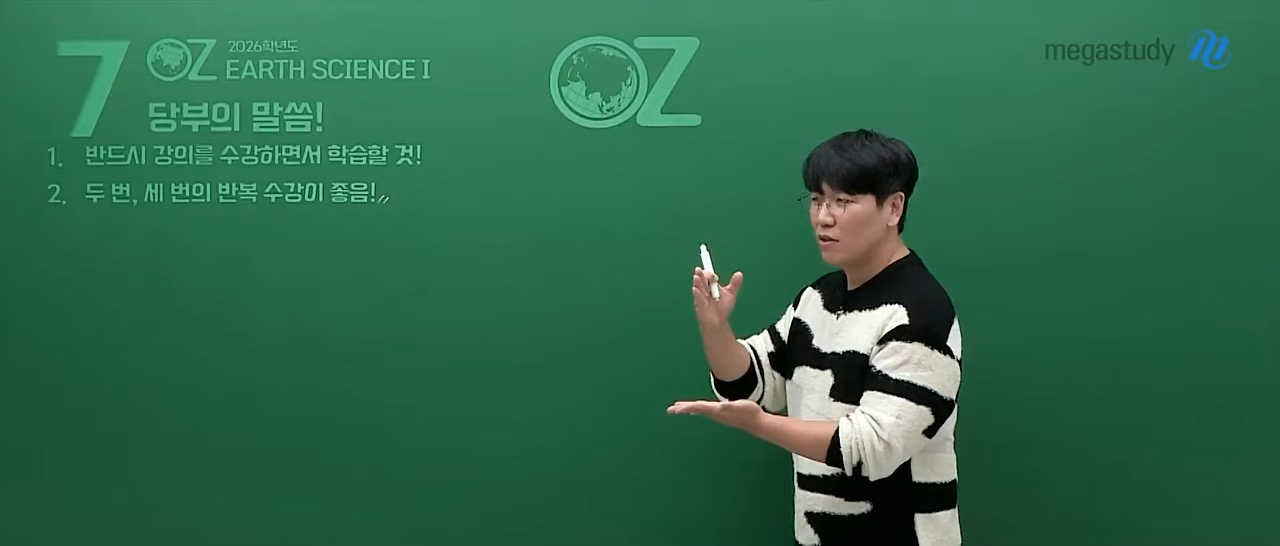 7
OZ
2026학년도
EARTH SCIENCE I
당부의 말씀!
1. 반드시 강의를 수강하면서 학습할 것!
2. 두 번, 세 번의 반복 수강이 좋음!
OZ
megastudy